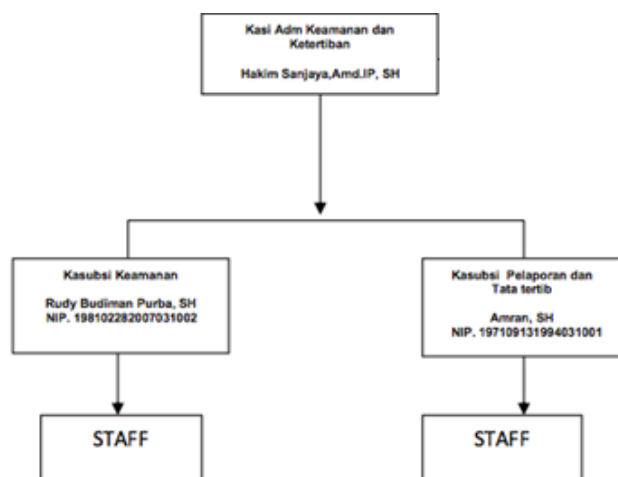 Kasi Adm Keamanan dan
Ketertiban
Hakim Sanjaya,Amd.IP, SH
Kasubsi Keamanan
Rudy Budiman Purba, SH
NIP. 198102282007031002
Kasubsi Pelaporan dan
Tata tertib
Amran, SH
NIP. 197109131994031001
STAFF
STAFF